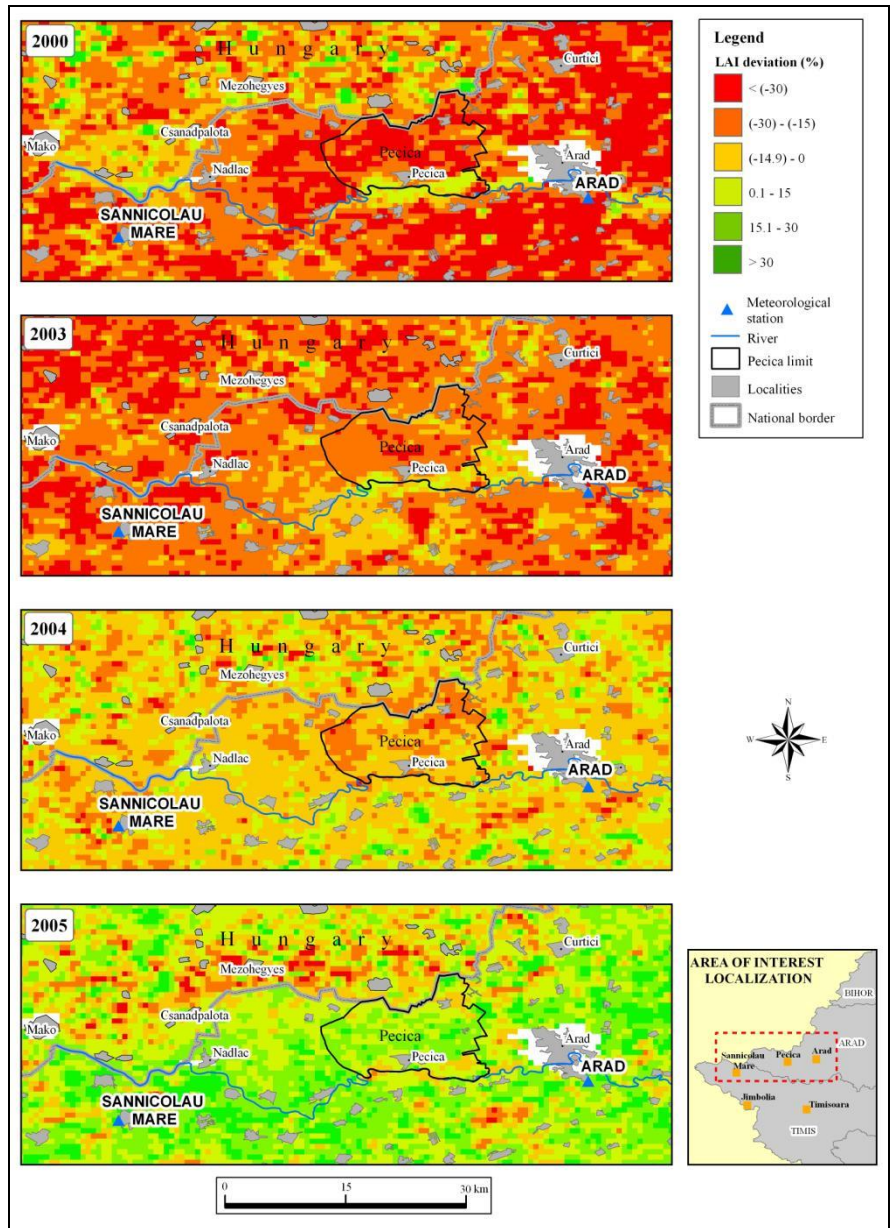 2000
H u n g a r y
Curtici
Mezohegyes
Csanadpalota
Mako
Nadlac
Pecica
Pecica
Arad
ARAD
SANNICOLAU
MARE
2003
H u n g a r y
Curtici
Mezohegyes
Csanadpalota
Mako
Nadlac
Pecica
Pecica
Arad
ARAD
SANNICOLAU
MARE
2004
H u n g a r y
Curtici
Mezohegyes
Csanadpalota
Mako
Nadlac
Pecica
Pecica
Arad
ARAD
SANNICOLAU
MARE
2005
H u n g a r y
Curtici
Mezohegyes
Csanadpalota
Mako
Nadlac
Pecica
Pecica
Arad
ARAD
SANNICOLAU
MARE
0 15 30 km
Legend
LAI deviation (%)
< (-30)
(-30) - (-15)
(-14.9) - 0
0.1 - 15
15.1 - 30
> 30
Meteorological
station
River
Pecica limit
Localities
National border
N
W E
S
AREA OF INTEREST
LOCALIZATION
BIHOR
ARAD
Sannicolau
Mare
Pecica
Arad
Jimbolia
Timisoara
TIMIS